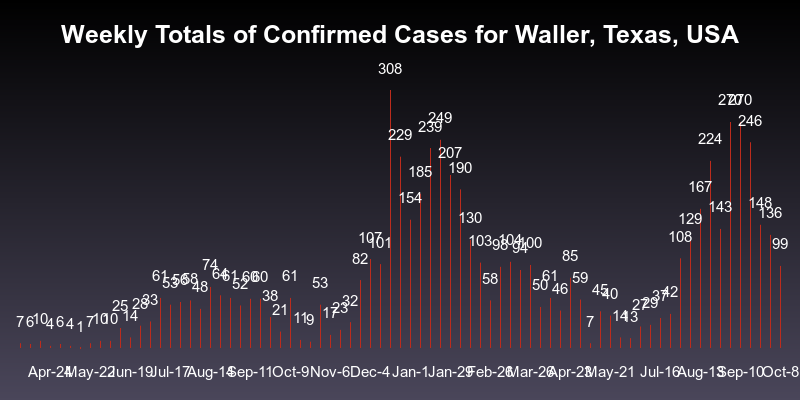 Weekly Totals of Confirmed Cases for Waller, Texas, USA
7 6 10 4 6 4 1 7 10 10 25 14 28 33 61 53 56 58 48 74 64 61 52 60 60 38 21 61 11 9 53 17 23 32 82 107 101 308 229 154 185 239 249 207 190 130 103 58 98 104 94 100 50 61 46 85 59 7 45 40 14 13 27 29 37 42 108 129 167 224 143 270 270 246 148 136 99
Apr-24 May-22 Jun-19 Jul-17 Aug-14 Sep-11 Oct-9 Nov-6 Dec-4 Jan-1 Jan-29 Feb-26 Mar-26 Apr-23 May-21 Jul-16 Aug-13 Sep-10 Oct-8